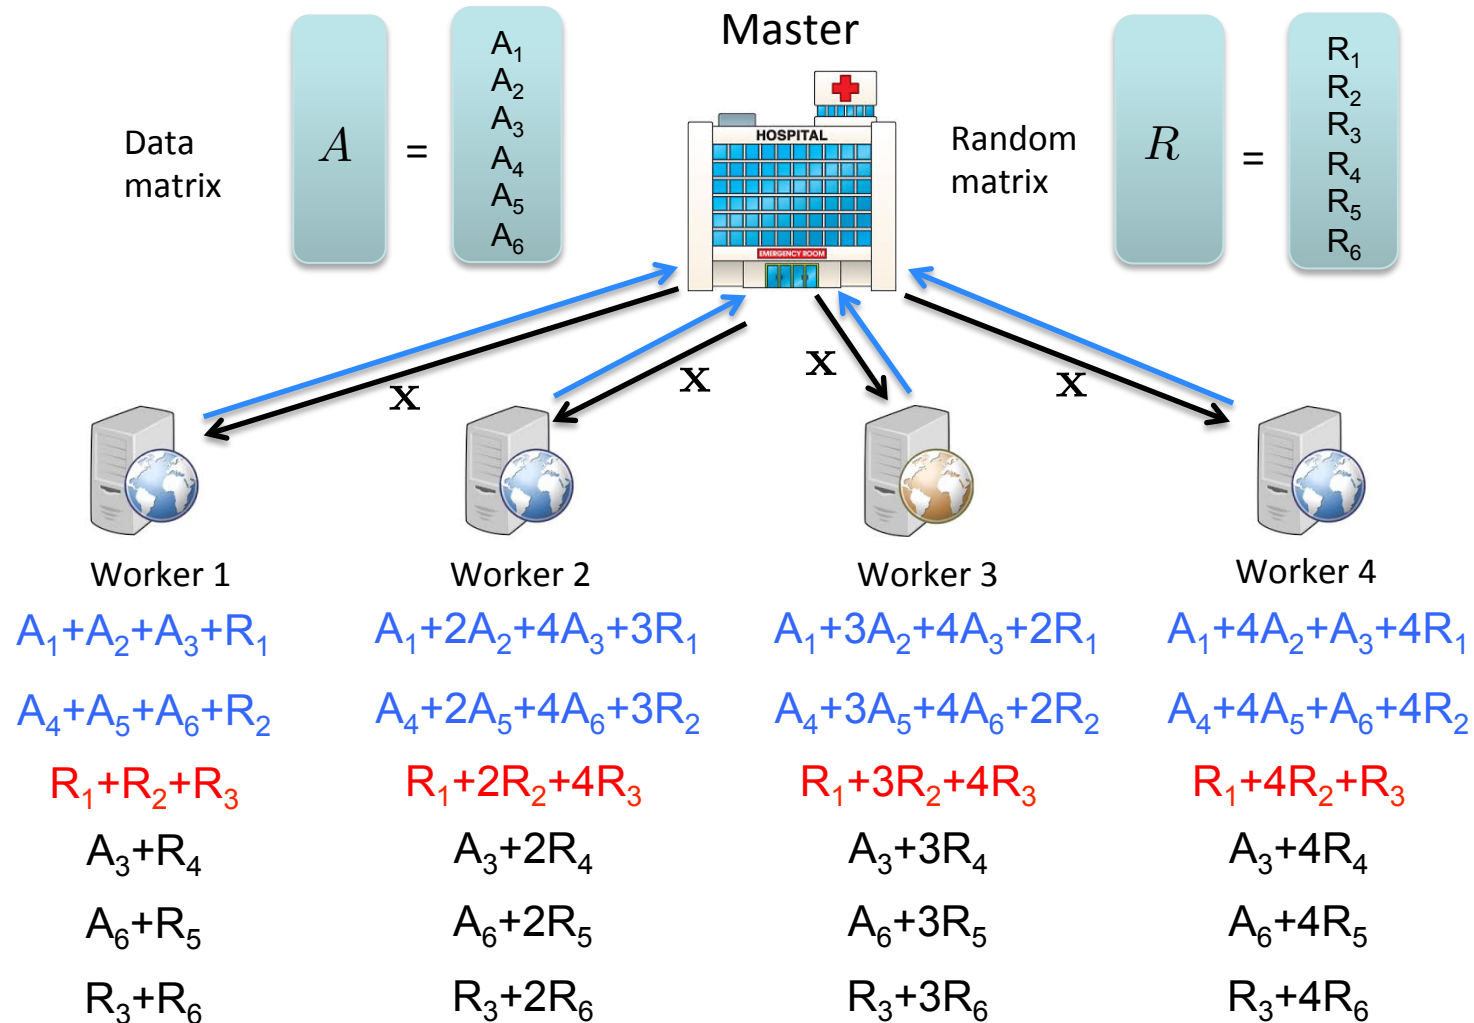 Master
Data matrix
A
=
A₁
A₂
A₃
A₄
A₅
A₆
HOSPITAL
EMERGENCY ROOM
Random matrix
R
=
R₁
R₂
R₃
R₄
R₅
R₆
x x x x
Worker 1 Worker 2 Worker 3 Worker 4
A₁+A₂+A₃+R₁ A₁+2A₂+4A₃+3R₁ A₁+3A₂+4A₃+2R₁ A₁+4A₂+A₃+4R₁
A₄+A₅+A₆+R₂ A₄+2A₅+4A₆+3R₂ A₄+3A₅+4A₆+2R₂ A₄+4A₅+A₆+4R₂
R₁+R₂+R₃ R₁+2R₂+4R₃ R₁+3R₂+4R₃ R₁+4R₂+R₃
A₃+R₄ A₃+2R₄ A₃+3R₄ A₃+4R₄
A₆+R₅ A₆+2R₅ A₆+3R₅ A₆+4R₅
R₃+R₆ R₃+2R₆ R₃+3R₆ R₃+4R₆